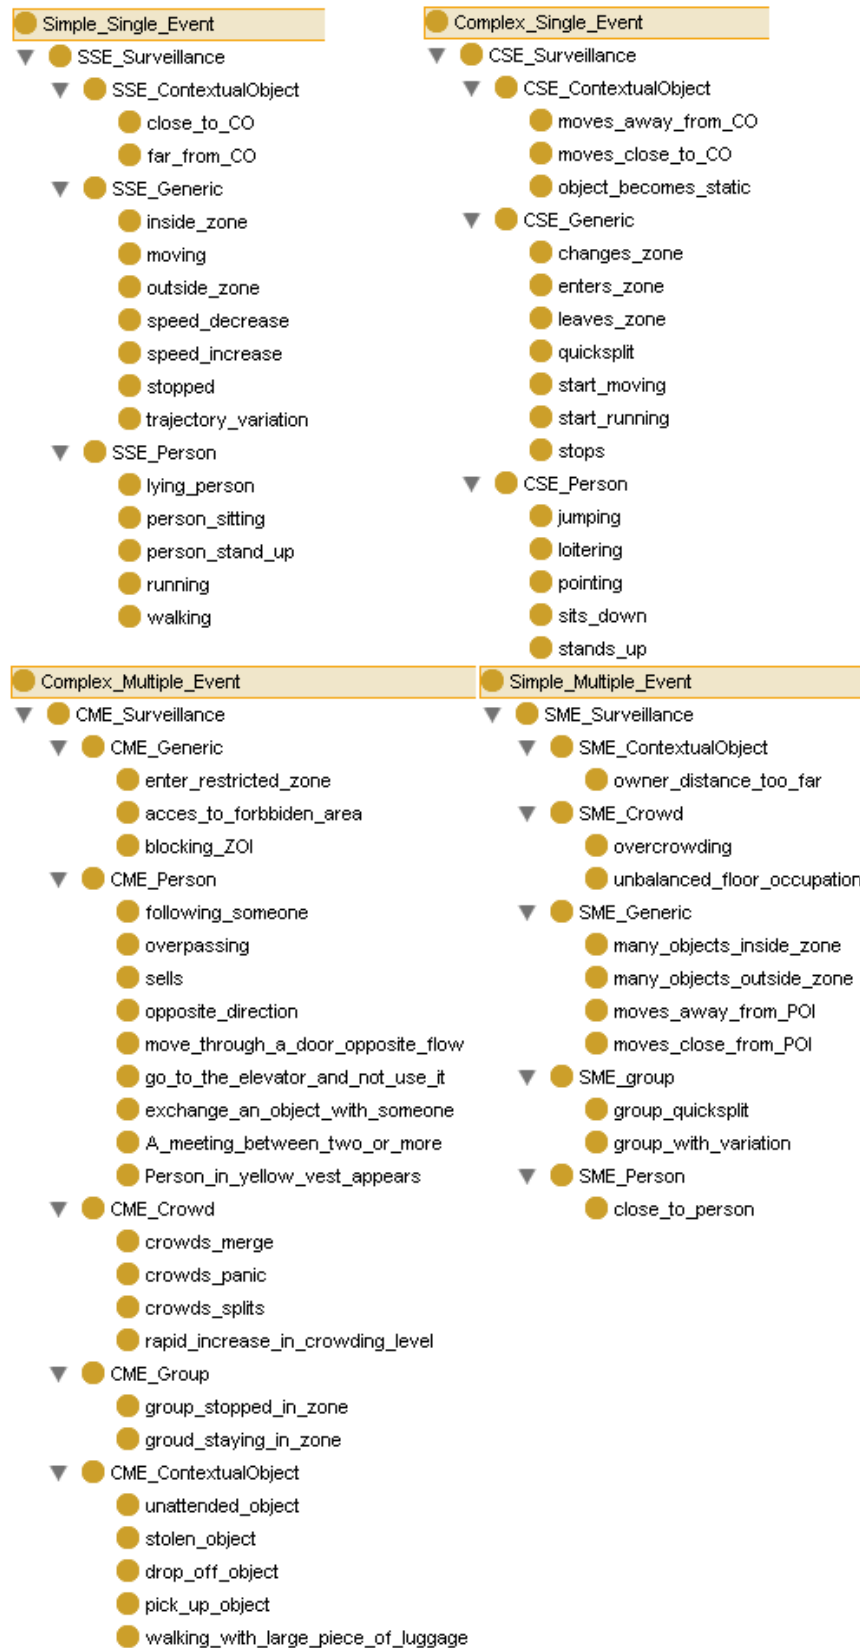 Simple_Single_Event
SSE_Surveillance
SSE_ContextualObject
close_to_CO
far_from_CO
SSE_Generic
inside_zone
moving
outside_zone
speed_decrease
speed_increase
stopped
trajectory_variation
SSE_Person
lying_person
person_sitting
person_stand_up
running
walking
Complex_Single_Event
CSE_Surveillance
CSE_ContextualObject
moves_away_from_CO
moves_close_to_CO
object_becomes_static
CSE_Generic
changes_zone
enters_zone
leaves_zone
quicksplit
start_moving
start_running
stops
CSE_Person
jumping
loitering
pointing
sits_down
stands_up
Complex_Multiple_Event
CME_Surveillance
CME_Generic
enter_restricted_zone
acces_to_forbbiden_area
blocking_ZOI
CME_Person
following_someone
overpassing
sells
opposite_direction
move_through_a_door_opposite_flow
go_to_the_elevator_and_not_use_it
exchange_an_object_with_someone
A_meeting_between_two_or_more
Person_in_yellow_vest_appears
CME_Crowd
crowds_merge
crowds_panic
crowds_splits
rapid_increase_in_crowding_level
CME_Group
group_stopped_in_zone
groud_staying_in_zone
CME_ContextualObject
unattended_object
stolen_object
drop_off_object
pick_up_object
walking_with_large_piece_of_luggage
Simple_Multiple_Event
SME_Surveillance
SME_ContextualObject
owner_distance_too_far
SME_Crowd
overcrowding
unbalanced_floor_occupation
SME_Generic
many_objects_inside_zone
many_objects_outside_zone
moves_away_from_POI
moves_close_from_POI
SME_group
group_quicksplit
group_with_variation
SME_Person
close_to_person